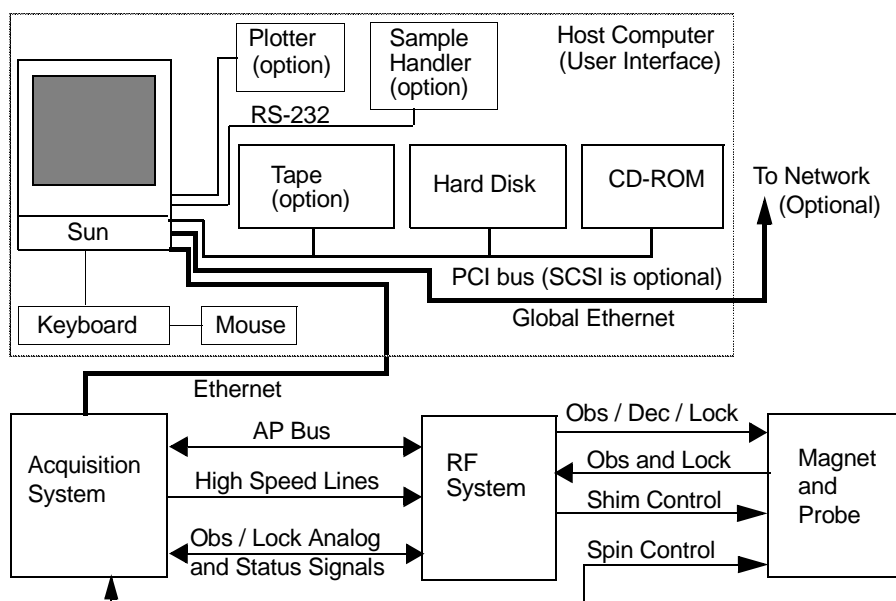 Plotter
(option)
Sample
Handler
(option)
Host Computer
(User Interface)
RS-232
Tape
(option)
Hard Disk
CD-ROM
To Network
(Optional)
Sun
PCI bus (SCSI is optional)
Global Ethernet
Keyboard
Mouse
Ethernet
Acquisition
System
AP Bus
High Speed Lines
Obs / Lock Analog
and Status Signals
RF
System
Obs / Dec / Lock
Obs and Lock
Shim Control
Spin Control
Magnet
and
Probe